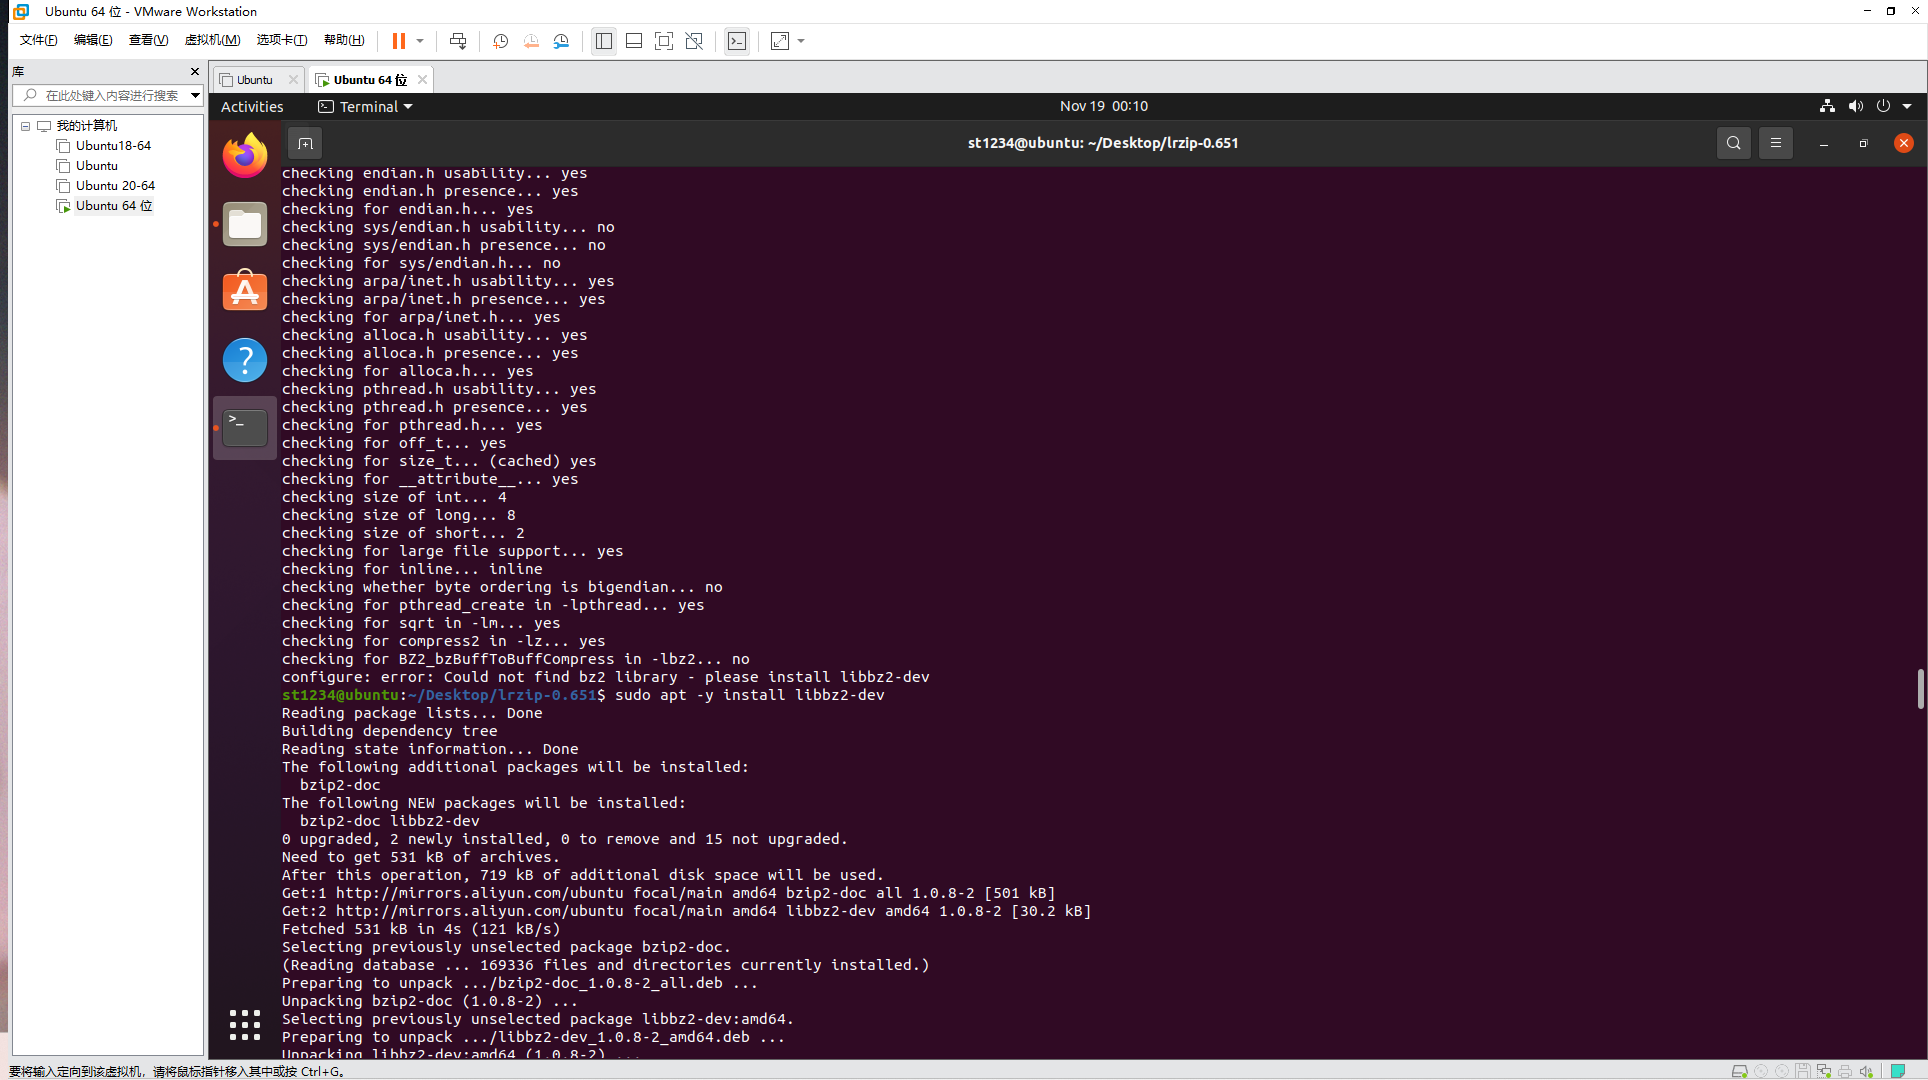 Ubuntu 64 位 - VMware Workstation
文件(F) 编辑(E) 查看(V) 虚拟机(M) 选项卡(T) 帮助(H)
库
在此处键入内容进行搜索
我的计算机
Ubuntu18-64
Ubuntu
Ubuntu 20-64
Ubuntu 64 位
Ubuntu
Ubuntu 64 位
Activities
Terminal
Nov 19 00:10
st1234@ubuntu: ~/Desktop/lrzip-0.651
checking endian.h usability... yes
checking endian.h presence... yes
checking for endian.h... yes
checking sys/endian.h usability... no
checking sys/endian.h presence... no
checking for sys/endian.h... no
checking arpa/inet.h usability... yes
checking arpa/inet.h presence... yes
checking for arpa/inet.h... yes
checking alloca.h usability... yes
checking alloca.h presence... yes
checking for alloca.h... yes
checking pthread.h usability... yes
checking pthread.h presence... yes
checking for pthread.h... yes
checking for off_t... yes
checking for size_t... (cached) yes
checking for __attribute__... yes
checking size of int... 4
checking size of long... 8
checking size of short... 2
checking for large file support... yes
checking for inline... inline
checking whether byte ordering is bigendian... no
checking for pthread_create in -lpthread... yes
checking for sqrt in -lm... yes
checking for compress2 in -lz... yes
checking for BZ2_bzBuffToBuffCompress in -lbz2... no
configure: error: Could not find bz2 library - please install libbz2-dev
st1234@ubuntu:~/Desktop/lrzip-0.651$ sudo apt -y install libbz2-dev
Reading package lists... Done
Building dependency tree
Reading state information... Done
The following additional packages will be installed:
bzip2-doc
The following NEW packages will be installed:
bzip2-doc libbz2-dev
0 upgraded, 2 newly installed, 0 to remove and 15 not upgraded.
Need to get 531 kB of archives.
After this operation, 719 kB of additional disk space will be used.
Get:1 http://mirrors.aliyun.com/ubuntu focal/main amd64 bzip2-doc all 1.0.8-2 [501 kB]
Get:2 http://mirrors.aliyun.com/ubuntu focal/main amd64 libbz2-dev amd64 1.0.8-2 [30.2 kB]
Fetched 531 kB in 4s (121 kB/s)
Selecting previously unselected package bzip2-doc.
(Reading database ... 169336 files and directories currently installed.)
Preparing to unpack .../bzip2-doc_1.0.8-2_all.deb ...
Unpacking bzip2-doc (1.0.8-2) ...
Selecting previously unselected package libbz2-dev:amd64.
Preparing to unpack .../libbz2-dev_1.0.8-2_amd64.deb ...
Unpacking libbz2-dev:amd64 (1.0.8-2) ...
要将输入定向到该虚拟机，请将鼠标指针移入其中或按 Ctrl+G。